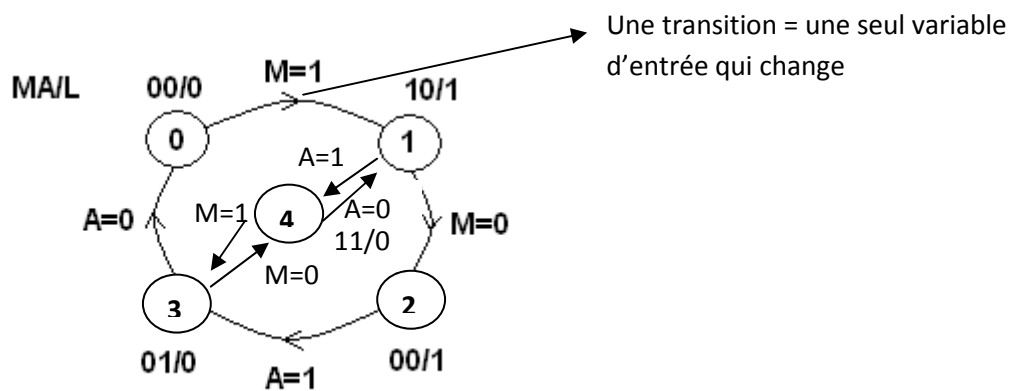 Une transition = une seul variable
d'entrée qui change
MA/L 00/0 M=1 10/1
0 1
A=1
A=0 M=1 4 A=0 M=0
11/0
M=0
3 2
01/0 00/1
A=1